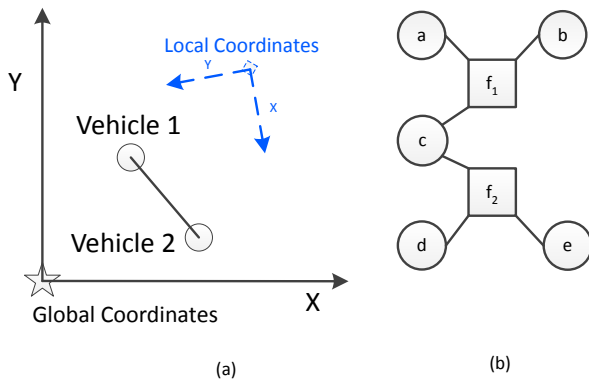 Local Coordinates
Y
X
Y
Vehicle 1
Vehicle 2
X
Global Coordinates
(a)
a
b
f1
c
f2
d
e
(b)